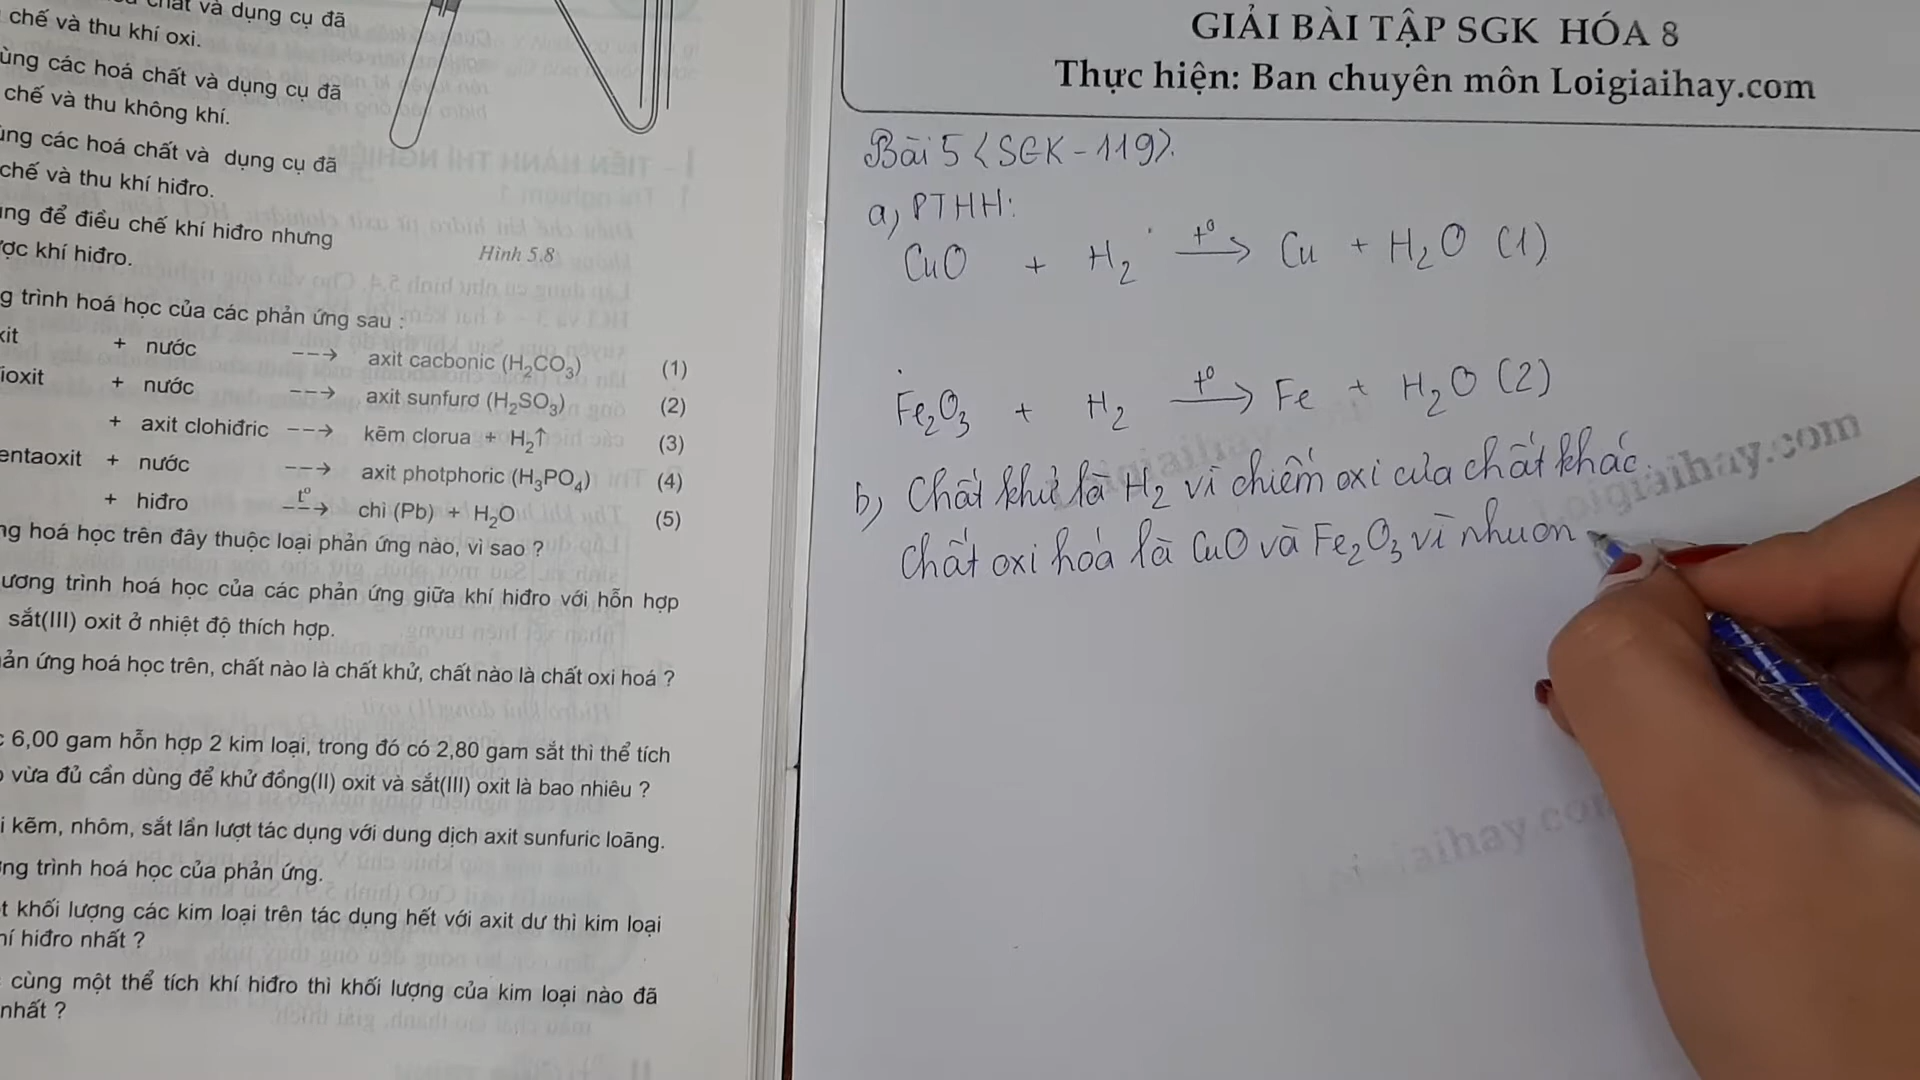 chất và dụng cụ đã
chế và thu khí oxi.
ùng các hoá chất và dụng cụ đã
chế và thu không khí.
ùng các hoá chất và dụng cụ đã
chế và thu khí hiđro.
ng để điều chế khí hiđro nhưng
ợc khí hiđro.
Hình 5.8
g trình hoá học của các phản ứng sau :
xit + nước ---> axit cacbonic (H₂CO₃) (1)
ioxit + nước ---> axit sunfurơ (H₂SO₃) (2)
+ axit clohiđric ---> kẽm clorua + H₂↑ (3)
entaoxit + nước ---> axit photphoric (H₃PO₄) (4)
+ hiđro --t°--> chì (Pb) + H₂O (5)
ng hoá học trên đây thuộc loại phản ứng nào, vì sao ?
ương trình hoá học của các phản ứng giữa khí hiđro với hỗn hợp
sắt(III) oxit ở nhiệt độ thích hợp.
ản ứng hoá học trên, chất nào là chất khử, chất nào là chất oxi hoá ?
c 6,00 gam hỗn hợp 2 kim loại, trong đó có 2,80 gam sắt thì thể tích
o vừa đủ cần dùng để khử đồng(II) oxit và sắt(III) oxit là bao nhiêu ?
i kẽm, nhôm, sắt lần lượt tác dụng với dung dịch axit sunfuric loãng.
ơng trình hoá học của phản ứng.
t khối lượng các kim loại trên tác dụng hết với axit dư thì kim loại
hí hiđro nhất ?
cùng một thể tích khí hiđro thì khối lượng của kim loại nào đã
nhất ?
GIẢI BÀI TẬP SGK HÓA 8
Thực hiện: Ban chuyên môn Loigiaihay.com
Bài 5 <SGK-119>.
a, PTHH:
CuO + H₂ --t°--> Cu + H₂O (1)
Fe₂O₃ + H₂ --t°--> Fe + H₂O (2)
b, Chất khử là H₂ vì chiếm oxi của chất khác.
Chất oxi hóa là CuO và Fe₂O₃ vì nhuon
Loigiaihay.com